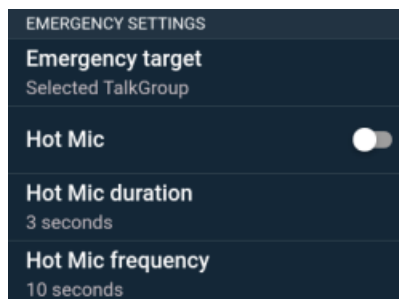 EMERGENCY SETTINGS
Emergency target
Selected TalkGroup
Hot Mic
Hot Mic duration
3 seconds
Hot Mic frequency
10 seconds